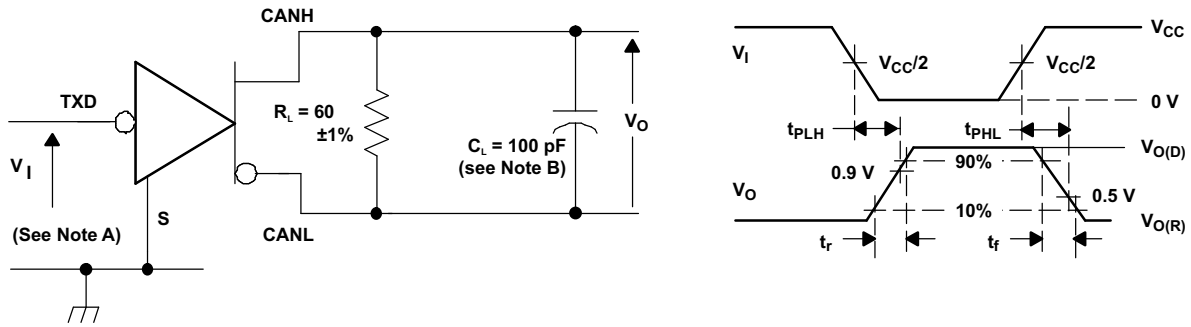 CANH
TXD
R_L = 60
±1%
C_L = 100 pF
(see Note B)
V_O
V_I
S
(See Note A)
CANL
V_I
V_CC
V_CC/2
V_CC/2
0 V
t_PLH
t_PHL
V_O(D)
90%
0.9 V
V_O
0.5 V
10%
V_O(R)
t_r
t_f